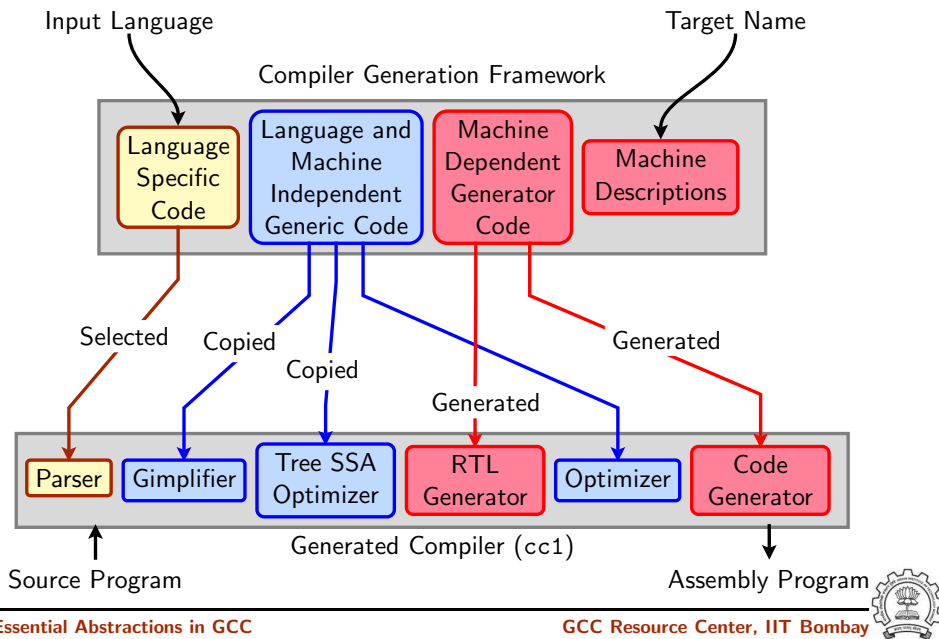 Input Language
Target Name
Compiler Generation Framework
Language
Specific
Code
Language and
Machine
Independent
Generic Code
Machine
Dependent
Generator
Code
Machine
Descriptions
Selected
Copied
Copied
Generated
Generated
Parser
Gimplifier
Tree SSA
Optimizer
RTL
Generator
Optimizer
Code
Generator
Generated Compiler (cc1)
Source Program
Assembly Program
Essential Abstractions in GCC
GCC Resource Center, IIT Bombay